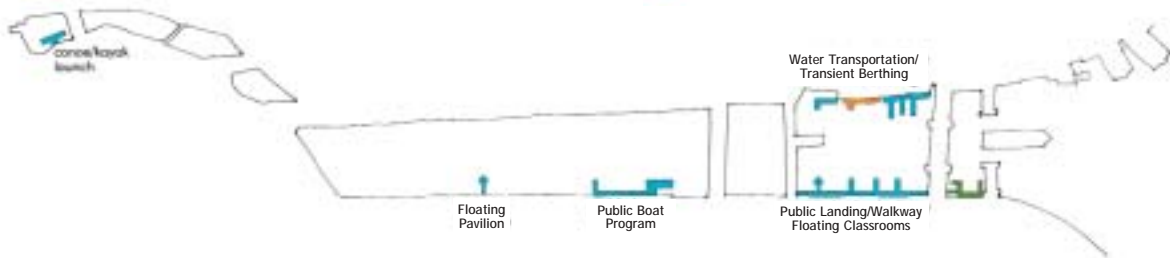 canoe/kayak
launch
Water Transportation/
Transient Berthing
Floating
Pavilion
Public Boat
Program
Public Landing/Walkway
Floating Classrooms